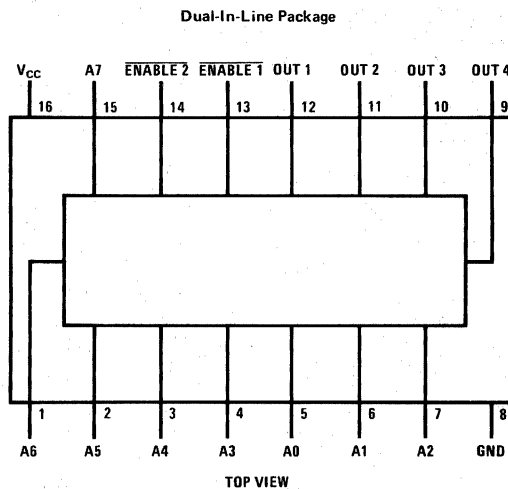 Dual-In-Line Package
VCC A7 ENABLE 2 ENABLE 1 OUT 1 OUT 2 OUT 3 OUT 4
16 15 14 13 12 11 10 9
1 2 3 4 5 6 7 8
A6 A5 A4 A3 A0 A1 A2 GND
TOP VIEW